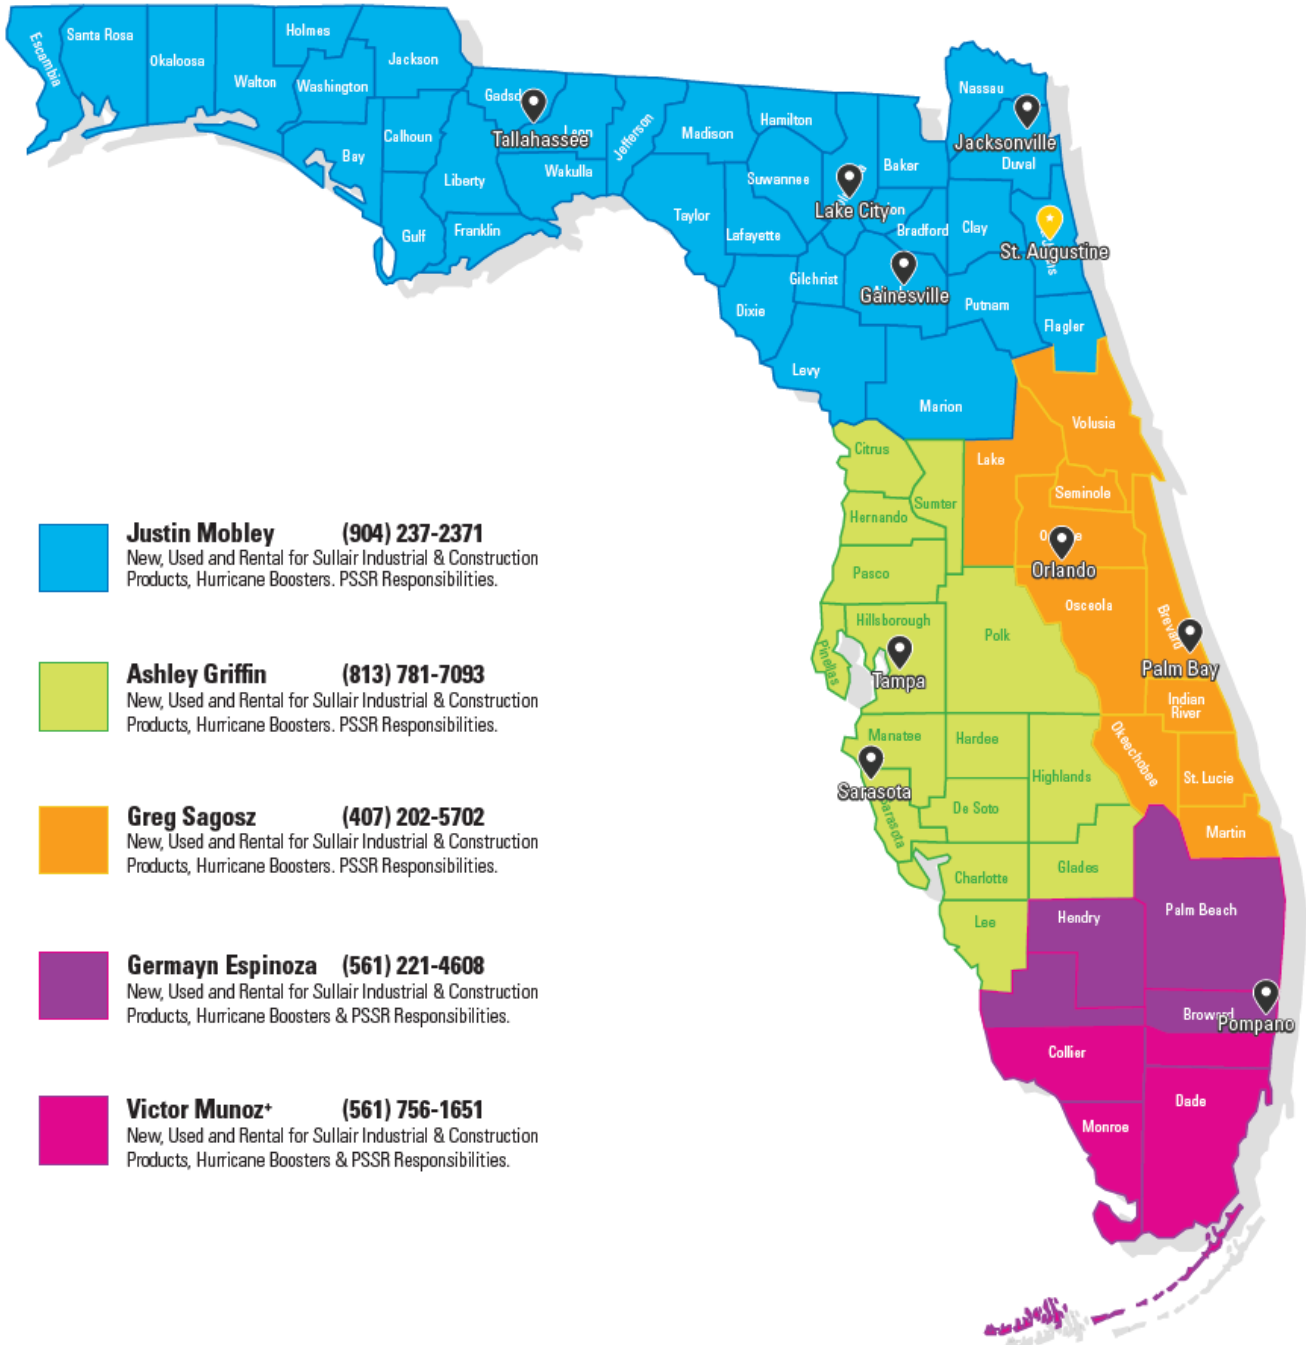 Escambia
Santa Rosa
Okaloosa
Walton
Holmes
Washington
Jackson
Bay
Calhoun
Gulf
Liberty
Franklin
Tallahassee
Wakulla
Jefferson
Madison
Taylor
Hamilton
Suwannee
Lafayette
Dixie
Lake City
Baker
Bradford
Gilchrist
Gainesville
Levy
Marion
Nassau
Jacksonville
Duval
Clay
St. Augustine
Putnam
Flagler
Volusia
Lake
Seminole
Orlando
Osceola
Brevard
Palm Bay
Indian
River
Okeechobee
St. Lucie
Martin
Citrus
Sumter
Hernando
Pasco
Hillsborough
Pinellas
Tampa
Polk
Manatee
Hardee
Highlands
Sarasota
Sarasota
De Soto
Charlotte
Glades
Lee
Hendry
Palm Beach
Broward
Pompano
Collier
Dade
Monroe
Justin Mobley (904) 237-2371
New, Used and Rental for Sullair Industrial & Construction
Products, Hurricane Boosters. PSSR Responsibilities.
Ashley Griffin (813) 781-7093
New, Used and Rental for Sullair Industrial & Construction
Products, Hurricane Boosters. PSSR Responsibilities.
Greg Sagosz (407) 202-5702
New, Used and Rental for Sullair Industrial & Construction
Products, Hurricane Boosters. PSSR Responsibilities.
Germayn Espinoza (561) 221-4608
New, Used and Rental for Sullair Industrial & Construction
Products, Hurricane Boosters & PSSR Responsibilities.
Victor Munoz+ (561) 756-1651
New, Used and Rental for Sullair Industrial & Construction
Products, Hurricane Boosters & PSSR Responsibilities.